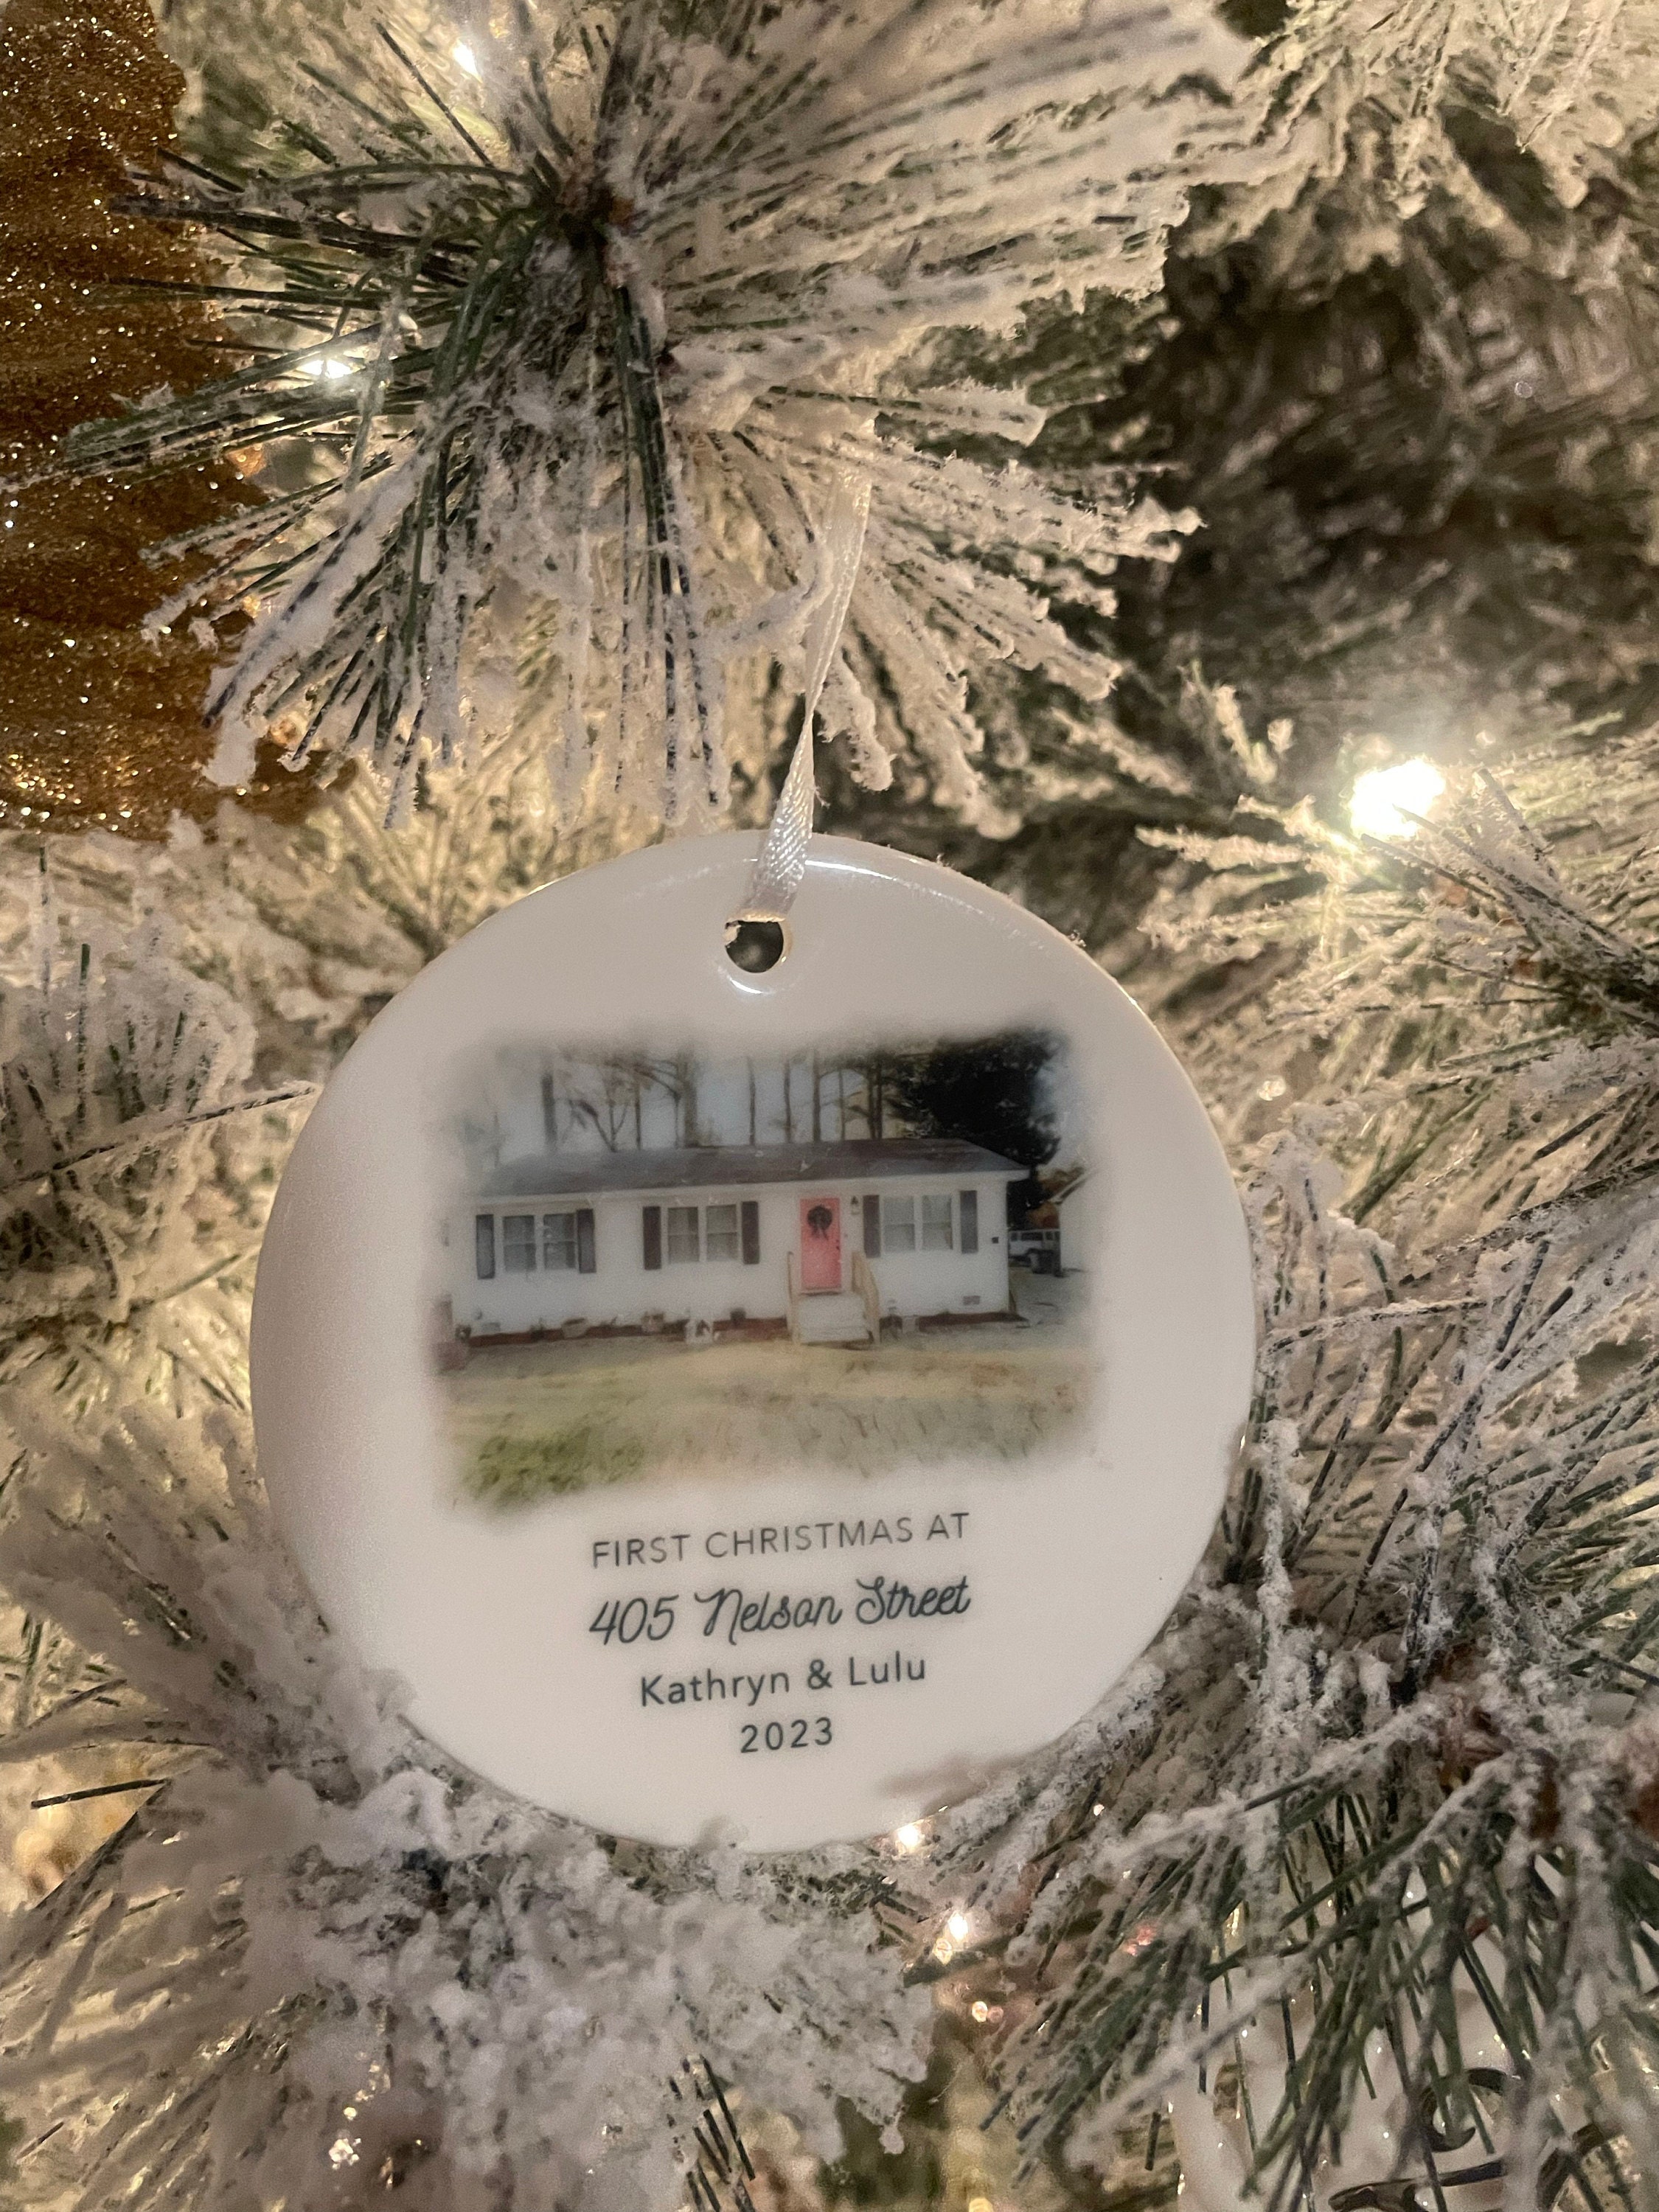 FIRST CHRISTMAS AT
405 Nelson Street
Kathryn & Lulu
2023